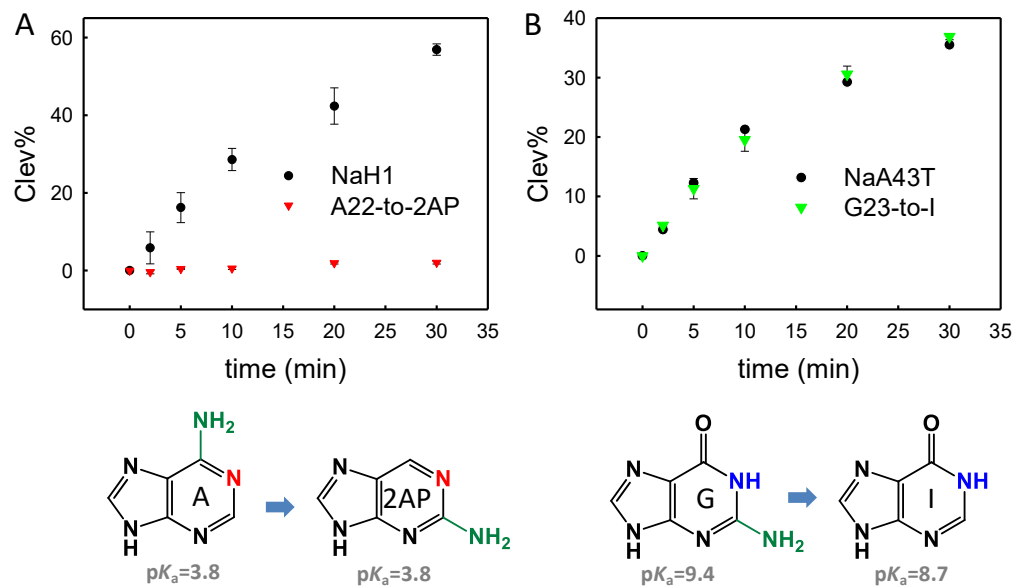 A
Clev%
60
40
20
0
NaH1
A22-to-2AP
0 5 10 15 20 25 30 35
time (min)
B
Clev%
40
30
20
10
0
NaA43T
G23-to-I
0 5 10 15 20 25 30 35
time (min)
NH2
N
N
A
N
H
N
pKa=3.8
N
N
2AP
N
H
N
NH2
pKa=3.8
O
N
NH
G
N
H
N
NH2
pKa=9.4
O
N
NH
I
N
H
N
pKa=8.7